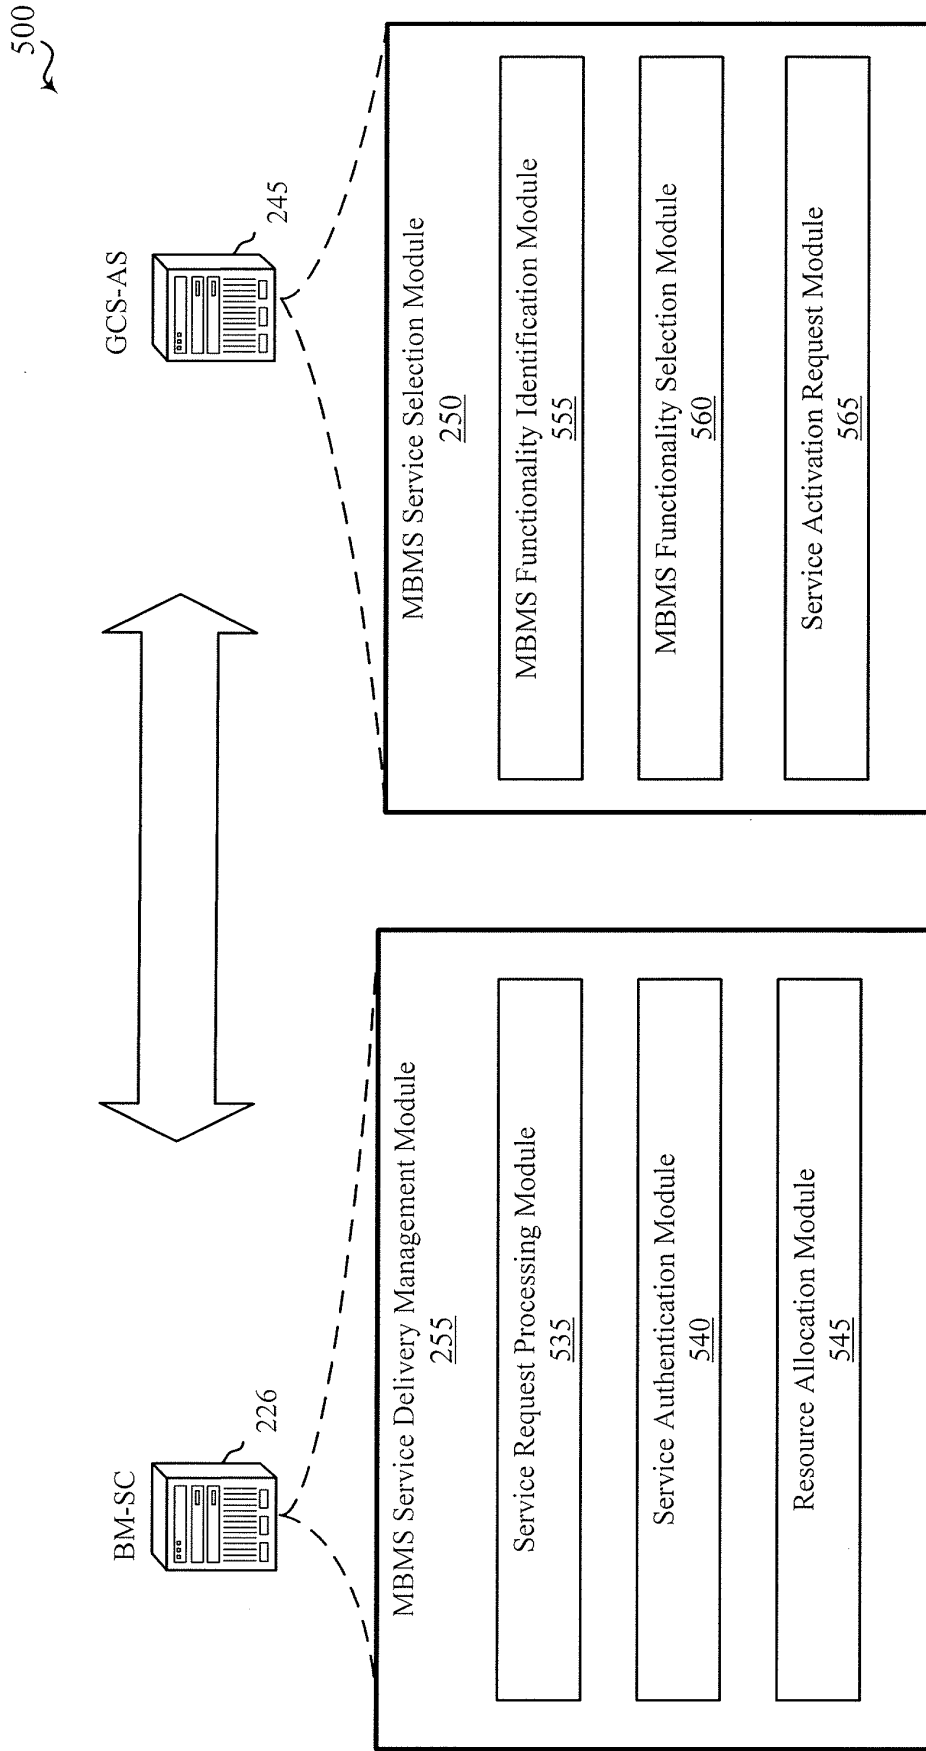 500
BM-SC
226
MBMS Service Delivery Management Module
255
Service Request Processing Module
535
Service Authentication Module
540
Resource Allocation Module
545
GCS-AS
245
MBMS Service Selection Module
250
MBMS Functionality Identification Module
555
MBMS Functionality Selection Module
560
Service Activation Request Module
565